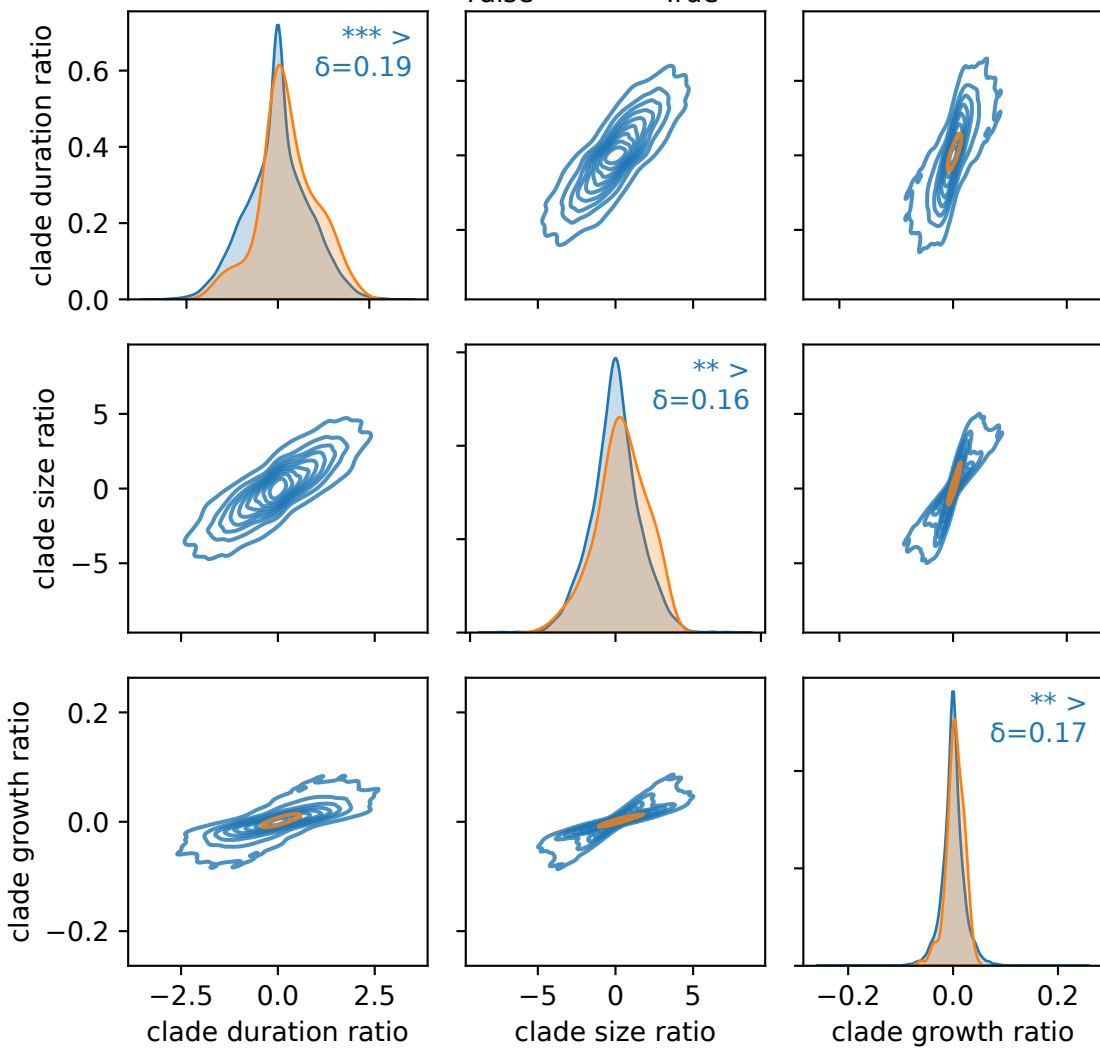 clade duration ratio
0.6
0.4
0.2
0.0
*** >
δ=0.19
clade size ratio
5
0
−5
** >
δ=0.16
clade growth ratio
0.2
0.0
−0.2
** >
δ=0.17
−2.5 0.0 2.5
−5 0 5
−0.2 0.0 0.2
clade duration ratio
clade size ratio
clade growth ratio